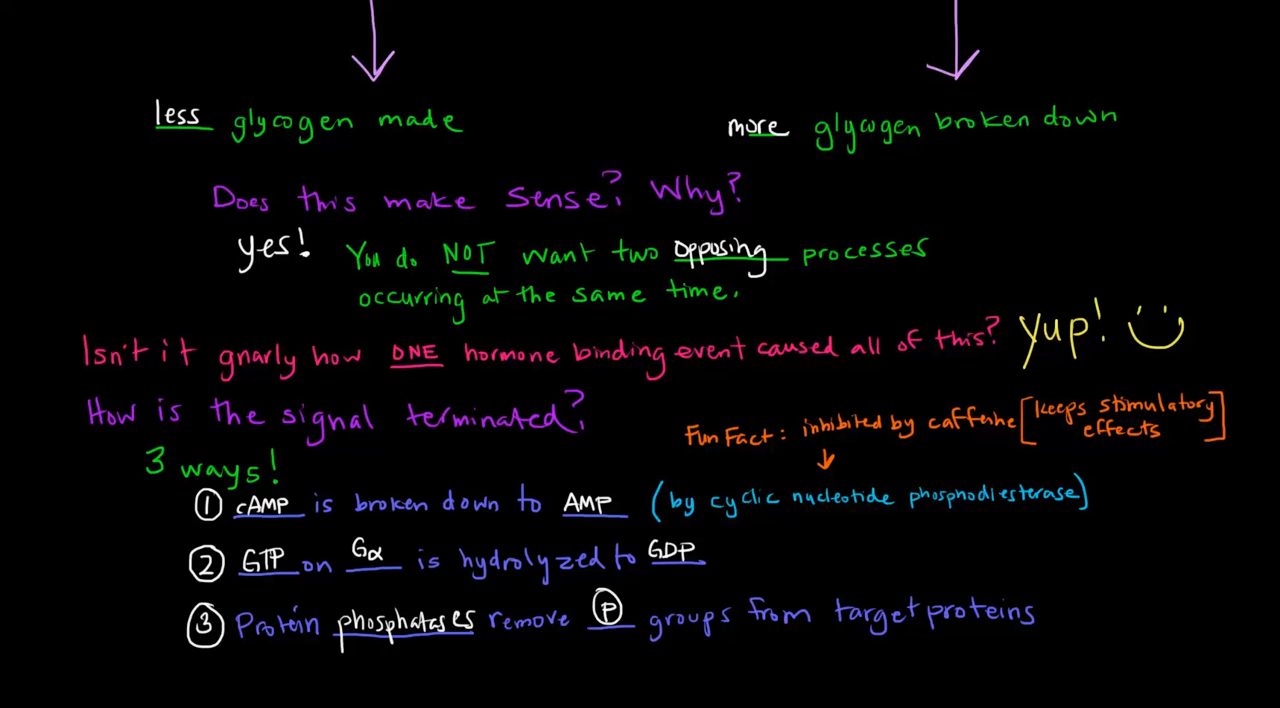 less glycogen made
more glycogen broken down
Does this make sense? Why?
yes! You do NOT want two opposing processes
occurring at the same time.
Isn't it gnarly how ONE hormone binding event caused all of this? Yup!
How is the signal terminated?
Fun Fact: inhibited by caffeine [keeps stimulatory
effects]
3 ways!
① cAMP is broken down to AMP (by cyclic nucleotide phosphodiesterase)
② GTP on Gα is hydrolyzed to GDP
③ Protein phosphatases remove Ⓟ groups from target proteins